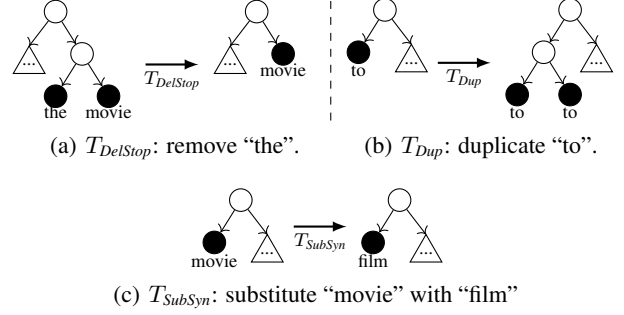 ... the movie T_DelStop ... movie
to ... T_Dup to to ...
(a) T_DelStop: remove “the”. (b) T_Dup: duplicate “to”.
movie ... T_SubSyn film ...
(c) T_SubSyn: substitute “movie” with “film”